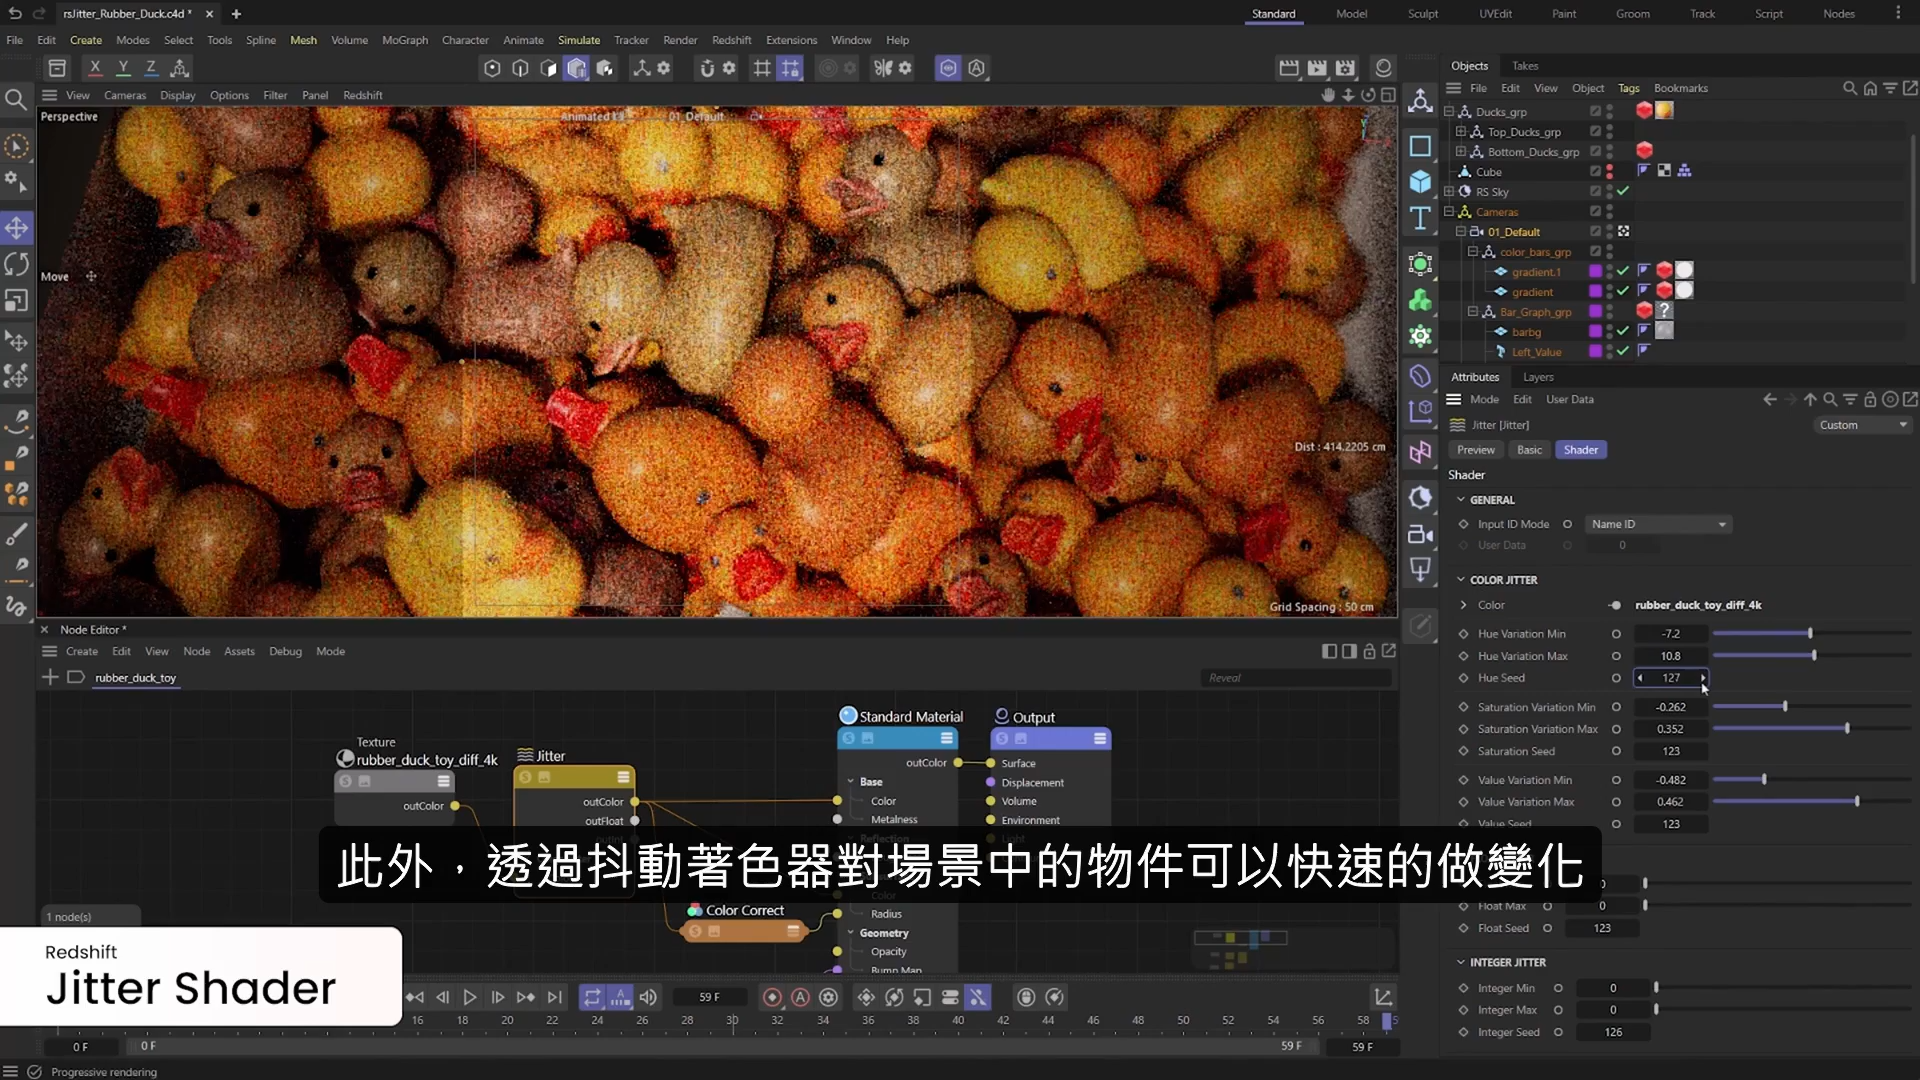 rsJitter_Rubber_Duck.c4d *
Standard Model Sculpt UVEdit Paint Groom Track Script Nodes
File Edit Create Modes Select Tools Spline Mesh Volume MoGraph Character Animate Simulate Tracker Render Redshift Extensions Window Help
X Y Z
Objects Takes
File Edit View Object Tags Bookmarks
View Cameras Display Options Filter Panel Redshift
Perspective
01_Default
Move
Dist : 414.2205 cm
Grid Spacing : 50 cm
Ducks_grp
Top_Ducks_grp
Bottom_Ducks_grp
Cube
RS Sky
Cameras
01_Default
color_bars_grp
gradient.1
gradient
Bar_Graph_grp
barbg
Left_Value
Attributes Layers
Mode Edit User Data
Jitter [Jitter]
Custom
Preview Basic Shader
Shader
GENERAL
Input ID Mode Name ID
User Data 0
COLOR JITTER
Color rubber_duck_toy_diff_4k
Hue Variation Min -7.2
Hue Variation Max 10.8
Hue Seed 127
Saturation Variation Min -0.262
Saturation Variation Max 0.352
Saturation Seed 123
Value Variation Min -0.482
Value Variation Max 0.462
Value Seed 123
0
Float Max 0
Float Seed 123
INTEGER JITTER
Integer Min 0
Integer Max 0
Integer Seed 126
Node Editor *
Create Edit View Node Assets Debug Mode
rubber_duck_toy
Reveal
Texture
rubber_duck_toy_diff_4k
outColor
Jitter
outColor
outFloat
Standard Material
outColor
Base
Color
Metalness
Radius
Geometry
Opacity
Bump Map
Output
Surface
Displacement
Volume
Environment
Color Correct
此外，透過抖動著色器對場景中的物件可以快速的做變化
1 node(s)
Redshift
Jitter Shader
59 F
16 18 20 22 24 26 28 30 32 34 36 38 40 42 44 46 48 50 52 54 56 58
0 F 0 F 59 F 59 F
Progressive rendering